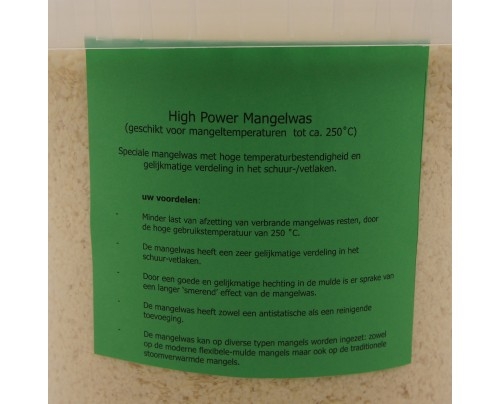 High Power Mangelwas
(geschikt voor mangeltemperaturen tot ca. 250˚C)
Speciale mangelwas met hoge temperatuurbestendigheid en
gelijkmatige verdeling in het schuur-/vetlaken.
uw voordelen:
- Minder last van afzetting van verbrande mangelwas resten, door
de hoge gebruikstemperatuur van 250 ˚C.
- De mangelwas heeft een zeer gelijkmatige verdeling in het
schuur-vetlaken.
- Door een goede en gelijkmatige hechting in de mulde is er sprake van
een langer 'smerend' effect van de mangelwas.
- De mangelwas heeft zowel een antistatische als een reinigende
toevoeging.
- De mangelwas kan op diverse typen mangels worden ingezet: zowel
op de moderne flexibele-mulde mangels maar ook op de traditionele
stoomverwarmde mangels.